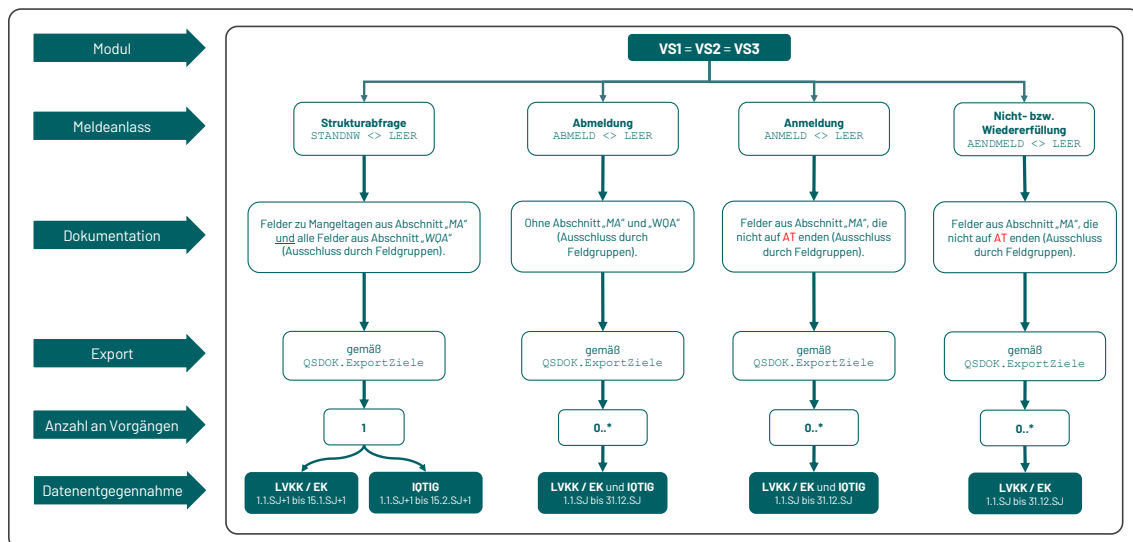 Modul
VS1 = VS2 = VS3
Meldeanlass
Strukturabfrage
STANDNW <> LEER
Abmeldung
ABMELD <> LEER
Anmeldung
ANMELD <> LEER
Nicht- bzw.
Wiedererfüllung
AENDMELD <> LEER
Dokumentation
Felder zu Mangeltagen aus Abschnitt „MA“
und alle Felder aus Abschnitt „WQA“
(Ausschluss durch Feldgruppen).
Ohne Abschnitt „MA“ und „WQA“
(Ausschluss durch
Feldgruppen).
Felder aus Abschnitt „MA“, die
nicht auf AT enden (Ausschluss
durch Feldgruppen).
Felder aus Abschnitt „MA“, die
nicht auf AT enden (Ausschluss
durch Feldgruppen).
Export
gemäß
QSDOK.ExportZiele
gemäß
QSDOK.ExportZiele
gemäß
QSDOK.ExportZiele
gemäß
QSDOK.ExportZiele
Anzahl an Vorgängen
1
0..*
0..*
0..*
Datenentgegennahme
LVKK / EK
1.1.SJ+1 bis 15.1.SJ+1
IQTIG
1.1.SJ+1 bis 15.2.SJ+1
LVKK / EK und IQTIG
1.1.SJ bis 31.12.SJ
LVKK / EK und IQTIG
1.1.SJ bis 31.12.SJ
LVKK / EK
1.1.SJ bis 31.12.SJ